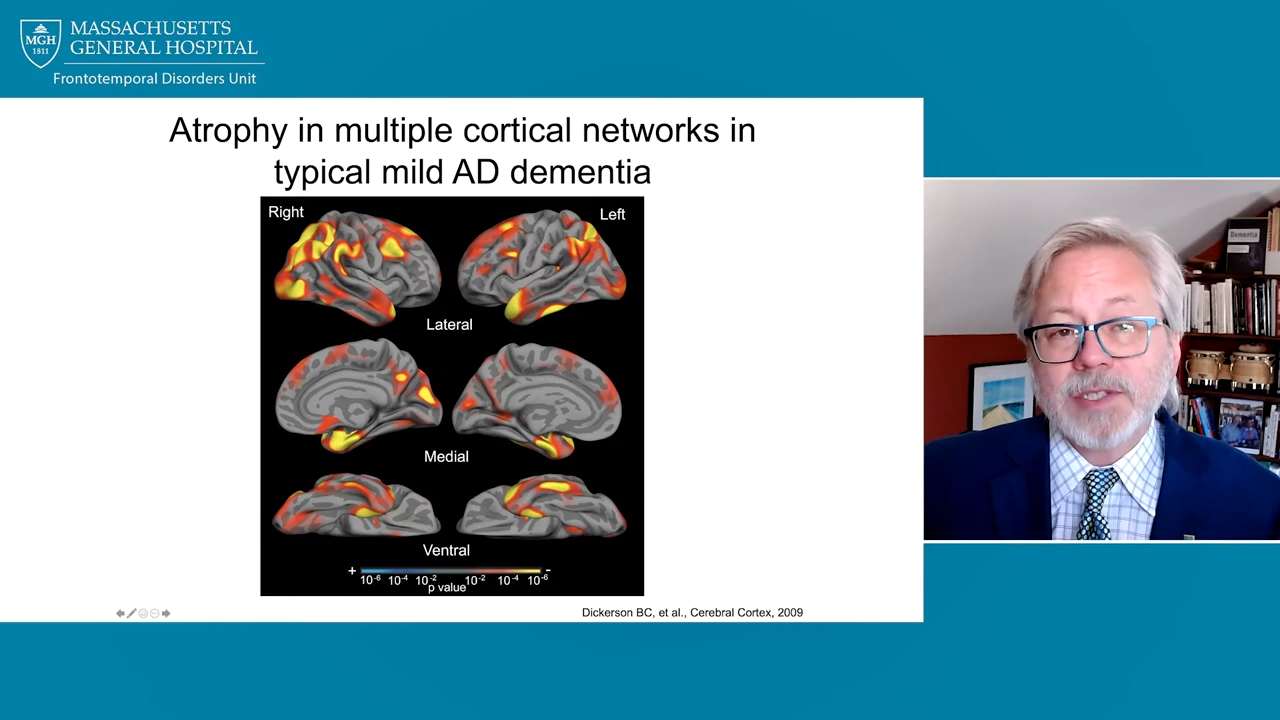 MASSACHUSETTS
GENERAL HOSPITAL
MGH
1811
Frontotemporal Disorders Unit
Atrophy in multiple cortical networks in
typical mild AD dementia
Right
Left
Lateral
Medial
Ventral
+ 10-6 10-4 10-2 10-2 10-4 10-6 -
p value
Dickerson BC, et al., Cerebral Cortex, 2009
Dementia